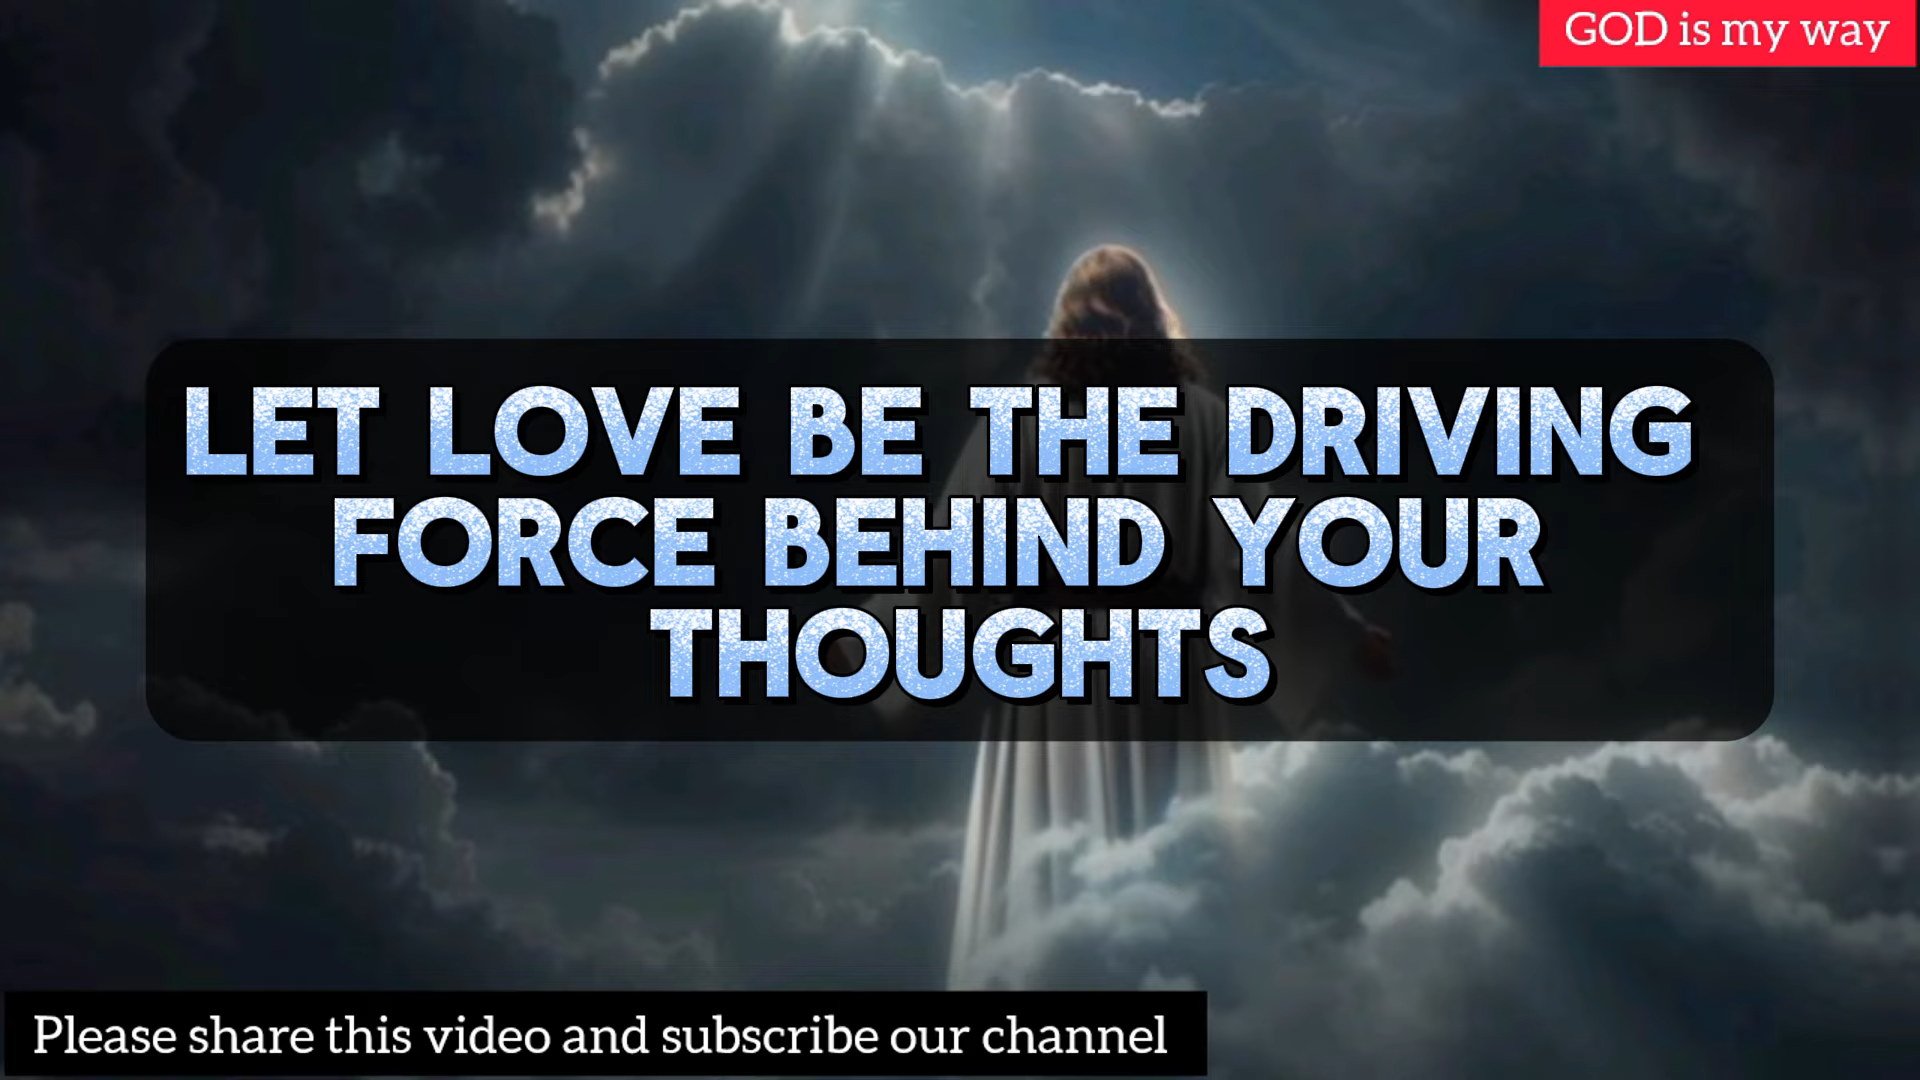 GOD is my way
LET LOVE BE THE DRIVING
FORCE BEHIND YOUR
THOUGHTS
Please share this video and subscribe our channel